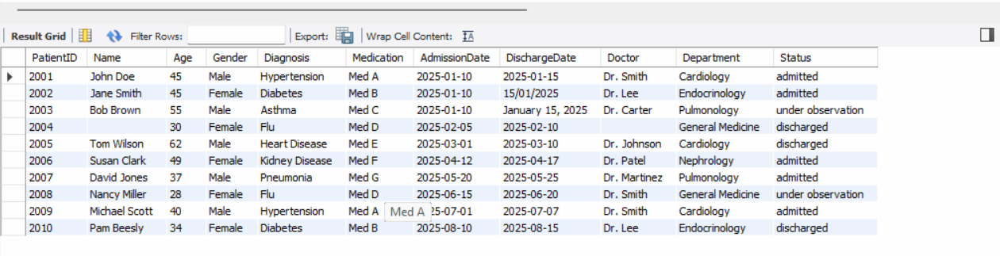 Result Grid Filter Rows: Export: Wrap Cell Content: IA
PatientID Name Age Gender Diagnosis Medication AdmissionDate DischargeDate Doctor Department Status
2001 John Doe 45 Male Hypertension Med A 2025-01-10 2025-01-15 Dr. Smith Cardiology admitted
2002 Jane Smith 45 Female Diabetes Med B 2025-01-10 15/01/2025 Dr. Lee Endocrinology admitted
2003 Bob Brown 55 Male Asthma Med C 2025-01-10 January 15, 2025 Dr. Carter Pulmonology under observation
2004 30 Female Flu Med D 2025-02-05 2025-02-10 General Medicine discharged
2005 Tom Wilson 62 Male Heart Disease Med E 2025-03-01 2025-03-10 Dr. Johnson Cardiology discharged
2006 Susan Clark 49 Female Kidney Disease Med F 2025-04-12 2025-04-17 Dr. Patel Nephrology admitted
2007 David Jones 37 Male Pneumonia Med G 2025-05-20 2025-05-25 Dr. Martinez Pulmonology admitted
2008 Nancy Miller 28 Female Flu Med D 2025-06-15 2025-06-20 Dr. Smith General Medicine under observation
2009 Michael Scott 40 Male Hypertension Med A Med A 25-07-01 2025-07-07 Dr. Smith Cardiology admitted
2010 Pam Beesly 34 Female Diabetes Med B 2025-08-10 2025-08-15 Dr. Lee Endocrinology discharged